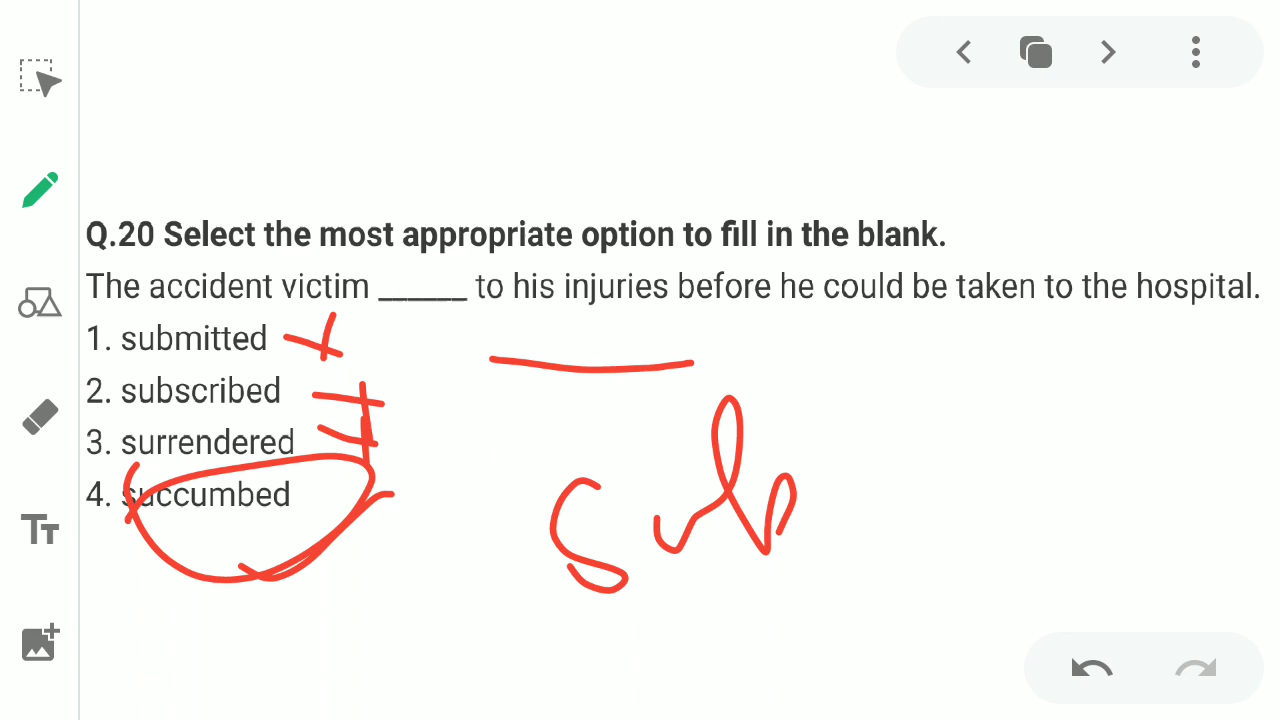 Q.20 Select the most appropriate option to fill in the blank.
The accident victim ______ to his injuries before he could be taken to the hospital.
1. submitted
2. subscribed
3. surrendered
4. succumbed
Tт